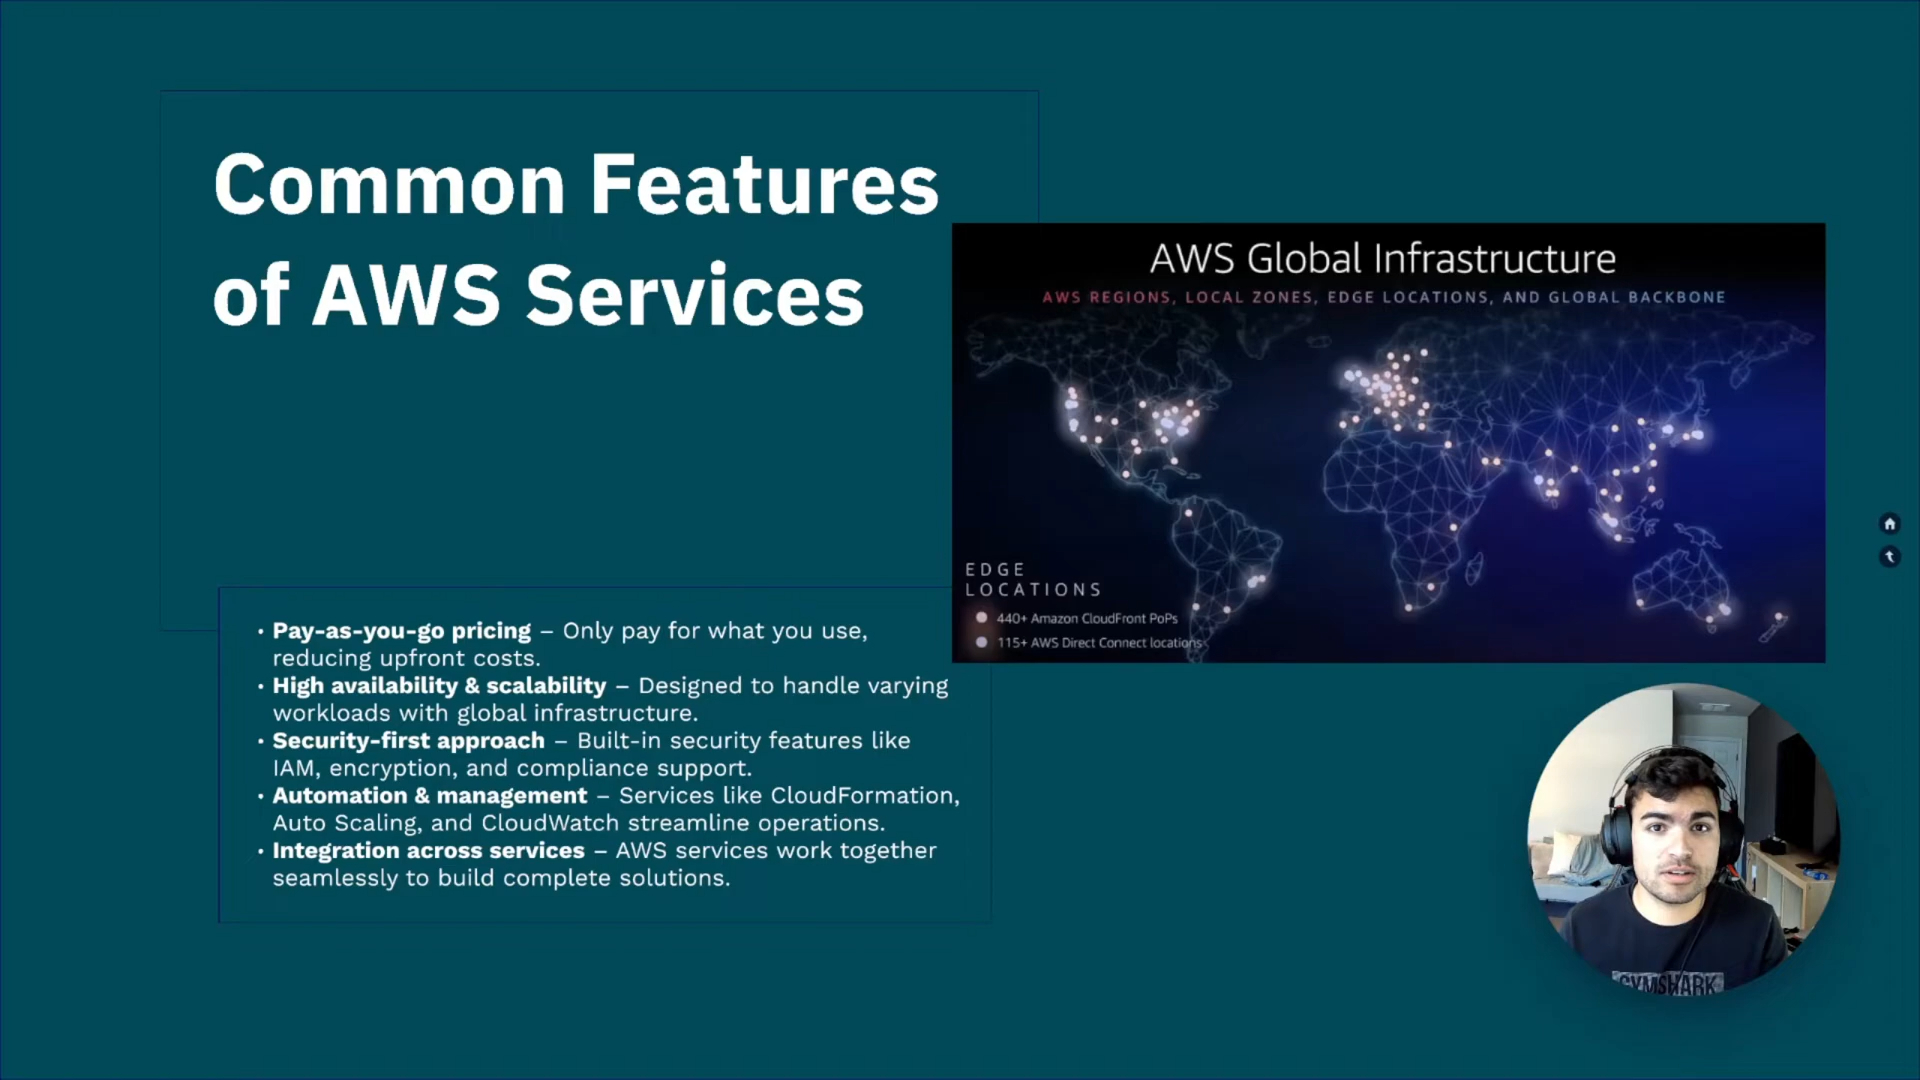 Common Features
of AWS Services
AWS Global Infrastructure
AWS REGIONS, LOCAL ZONES, EDGE LOCATIONS, AND GLOBAL BACKBONE
EDGE
LOCATIONS
440+ Amazon CloudFront PoPs
115+ AWS Direct Connect locations
• Pay-as-you-go pricing – Only pay for what you use,
reducing upfront costs.
• High availability & scalability – Designed to handle varying
workloads with global infrastructure.
• Security-first approach – Built-in security features like
IAM, encryption, and compliance support.
• Automation & management – Services like CloudFormation,
Auto Scaling, and CloudWatch streamline operations.
• Integration across services – AWS services work together
seamlessly to build complete solutions.
GYMSHARK